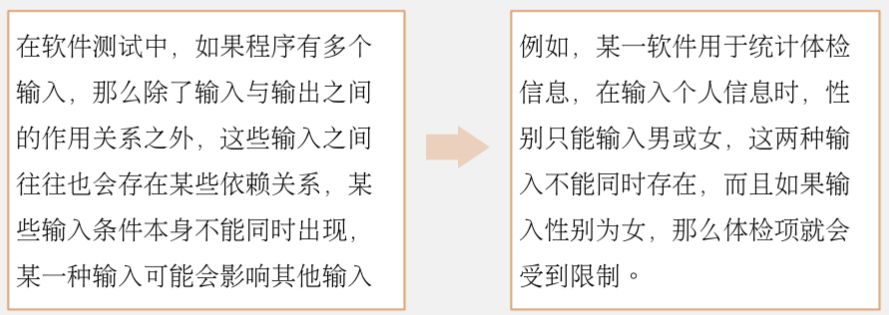 在软件测试中，如果程序有多个
输入，那么除了输入与输出之间
的作用关系之外，这些输入之间
往往也会存在某些依赖关系，某
些输入条件本身不能同时出现，
某一种输入可能会影响其他输入
例如，某一软件用于统计体检
信息，在输入个人信息时，性
别只能输入男或女，这两种输
入不能同时存在，而且如果输
入性别为女，那么体检项就会
受到限制。